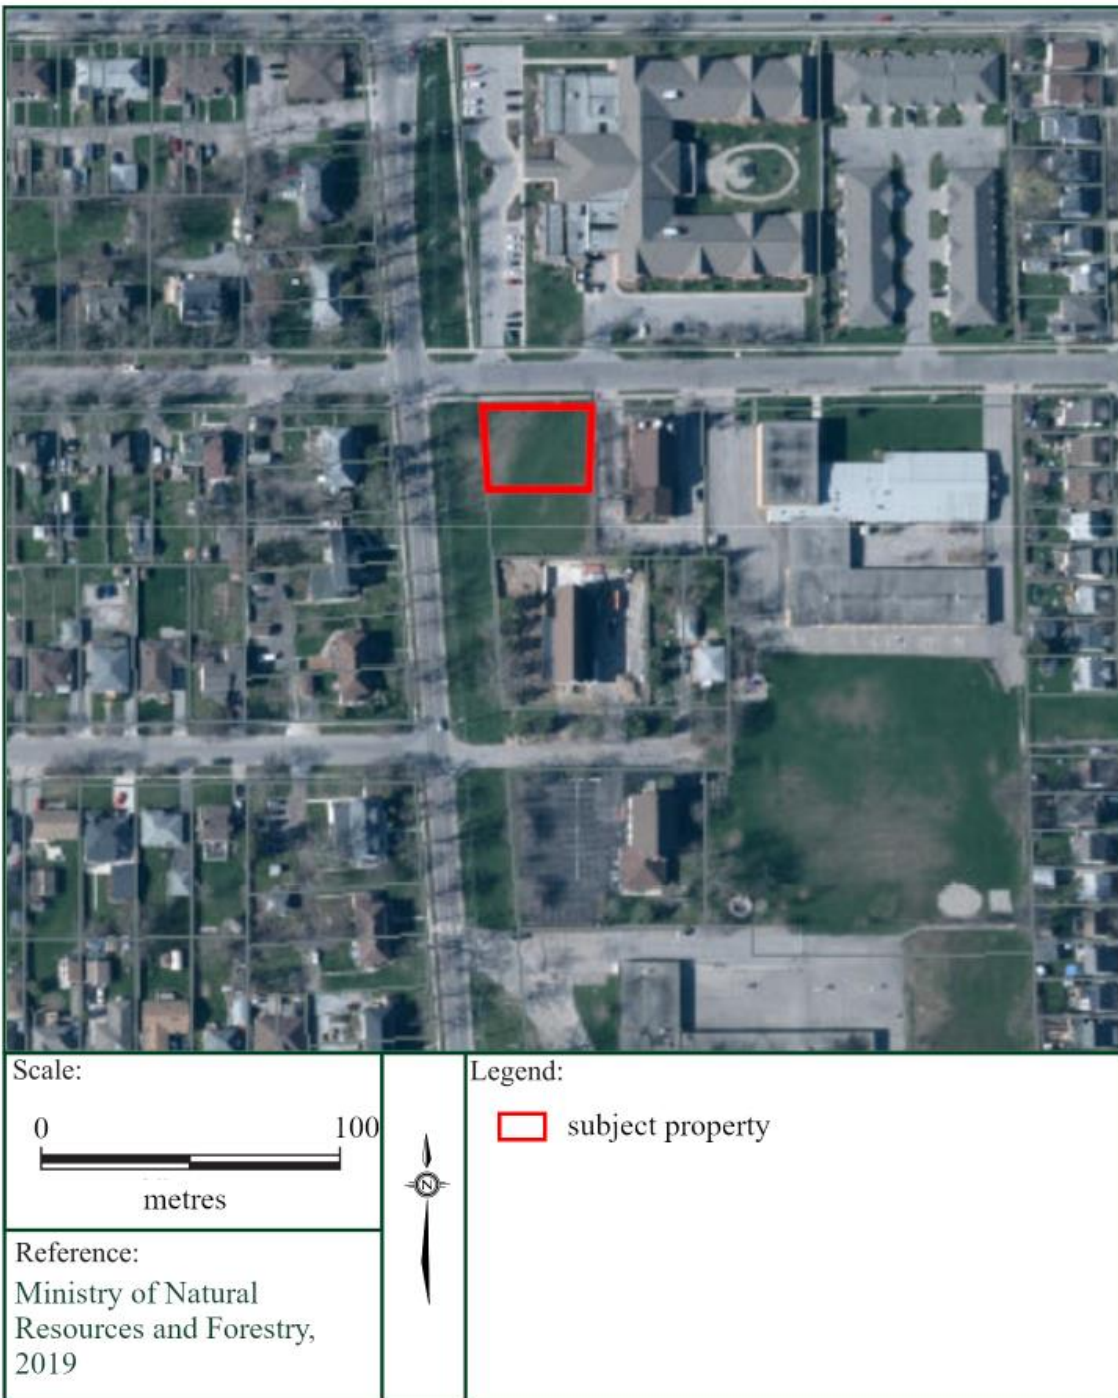 Scale:
0 100
metres
N
Legend:
subject property
Reference:
Ministry of Natural
Resources and Forestry,
2019